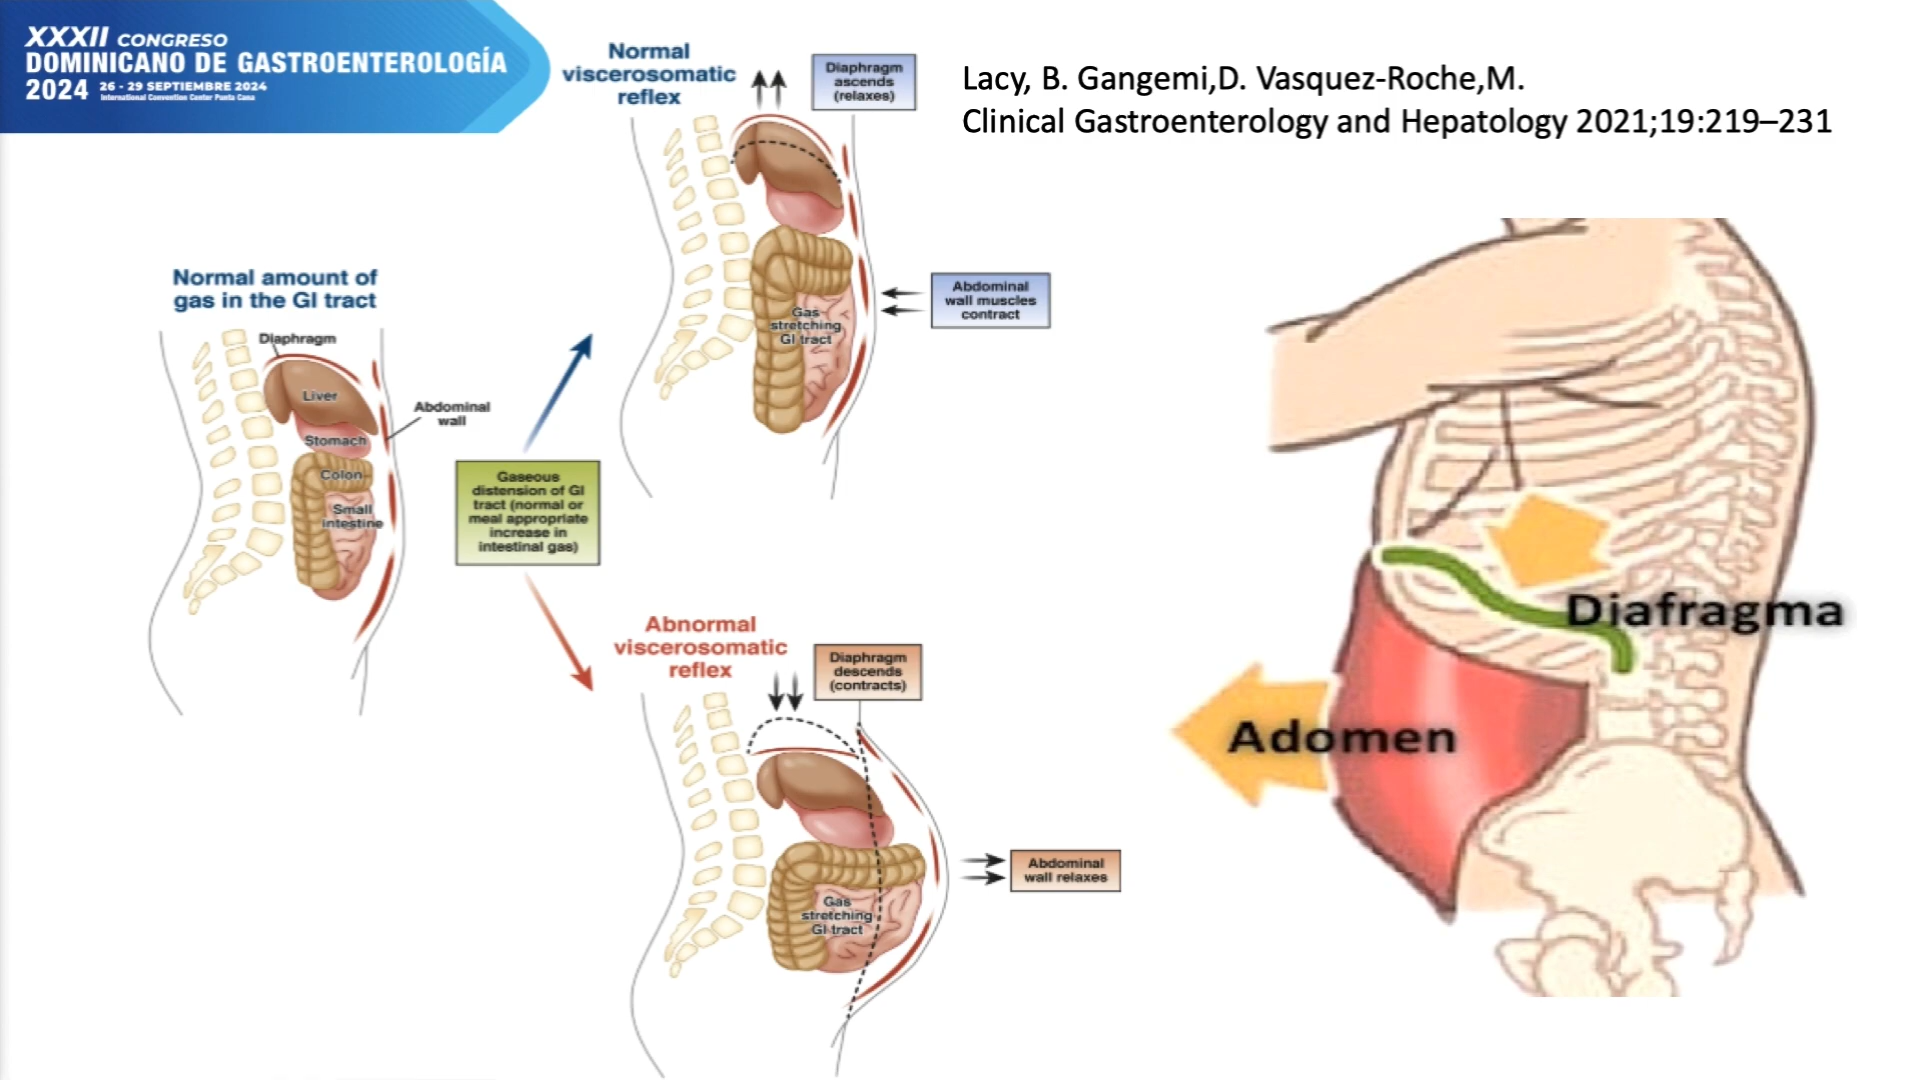 XXXII CONGRESO
DOMINICANO DE GASTROENTEROLOGÍA
2024 26 - 29 SEPTIEMBRE 2024
International Convention Center Punta Cana
Lacy, B. Gangemi,D. Vasquez-Roche,M.
Clinical Gastroenterology and Hepatology 2021;19:219–231
Normal amount of
gas in the GI tract
Diaphragm
Liver
Stomach
Colon
Small
intestine
Abdominal
wall
Gaseous
distension of GI
tract (normal or
meal appropriate
increase in
intestinal gas)
Normal
viscerosomatic
reflex
Diaphragm
ascends
(relaxes)
Abdominal
wall muscles
contract
Gas
stretching
GI tract
Abnormal
viscerosomatic
reflex
Diaphragm
descends
(contracts)
Abdominal
wall relaxes
Gas
stretching
GI tract
Diafragma
Adomen